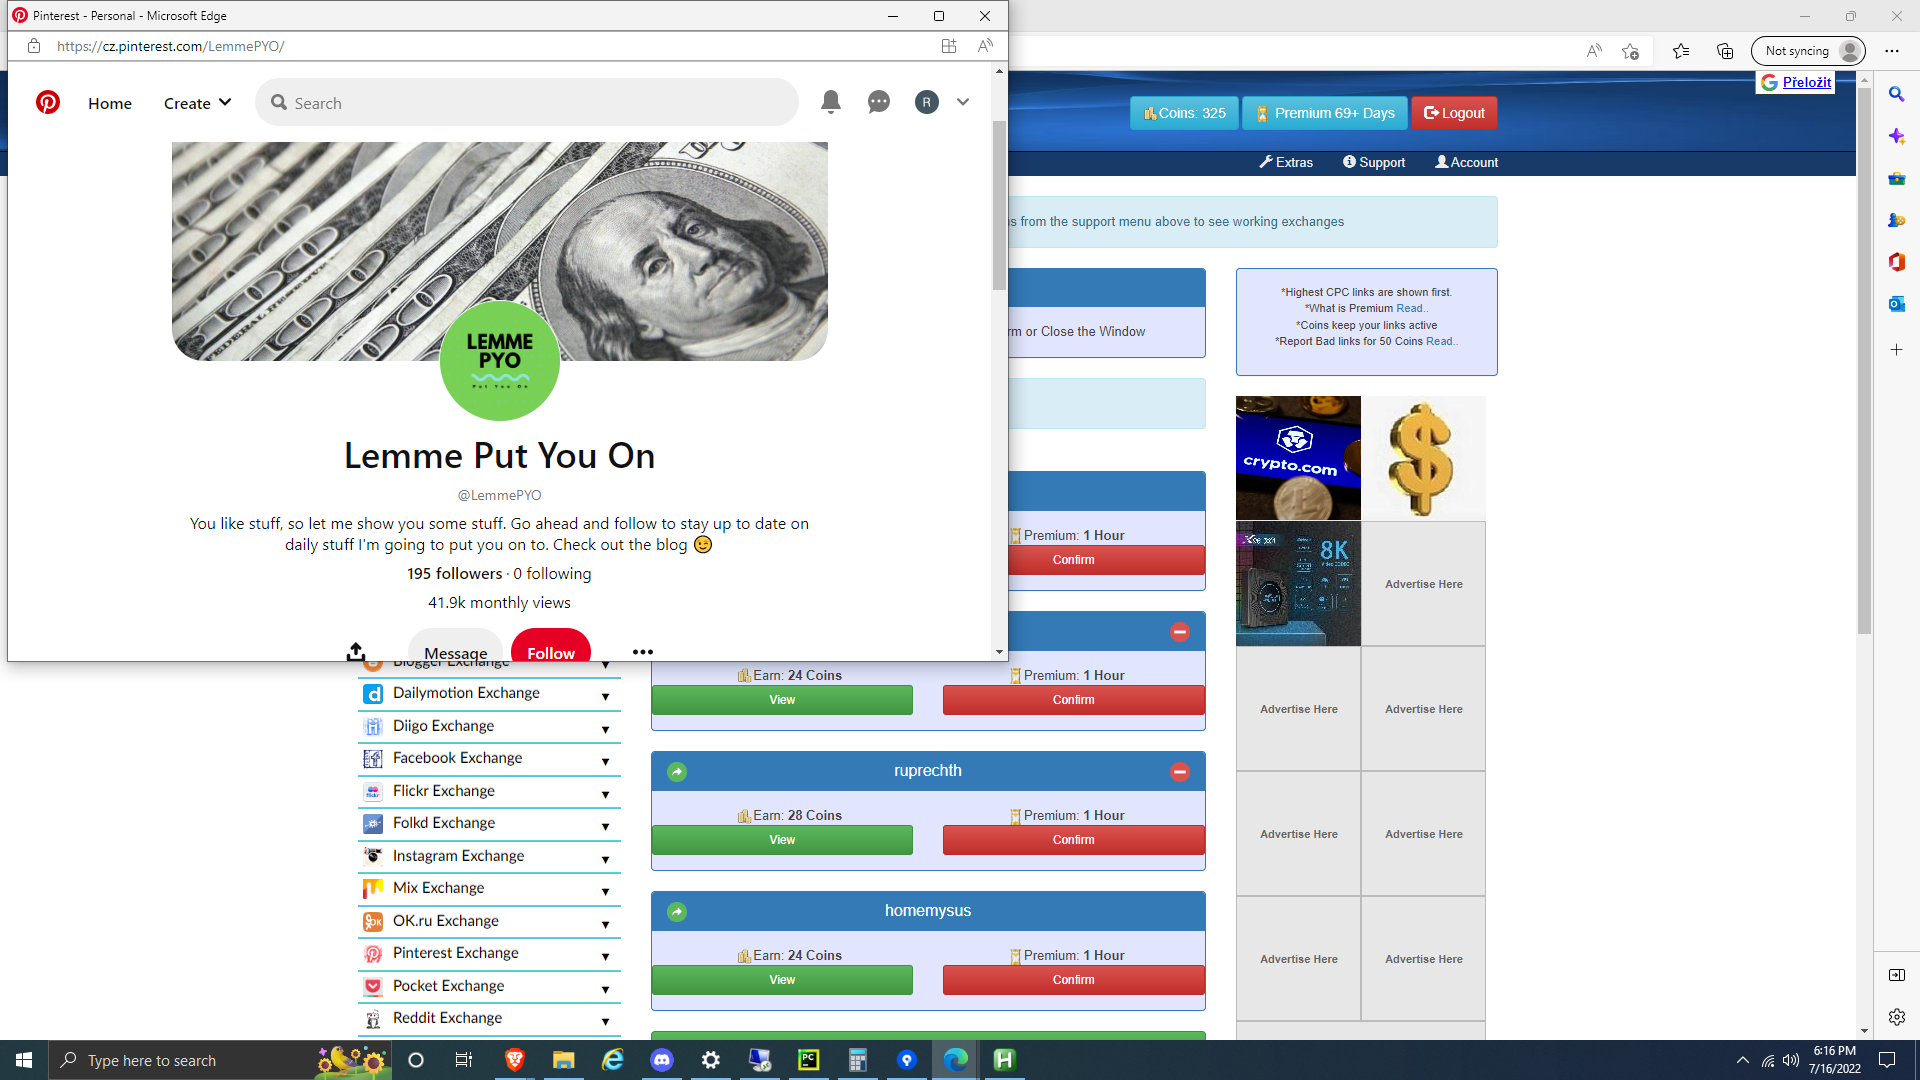 Pinterest - Personal - Microsoft Edge
https://cz.pinterest.com/LemmePYO/
Home
Create
Search
R
LEMME
PYO
Put You On
Lemme Put You On
@LemmePYO
You like stuff, so let me show you some stuff. Go ahead and follow to stay up to date on
daily stuff I'm going to put you on to. Check out the blog 😉
195 followers · 0 following
41.9k monthly views
Message
Follow
Not syncing
Přeložit
Coins: 325
Premium 69+ Days
Logout
Extras
Support
Account
s from the support menu above to see working exchanges
rm or Close the Window
*Highest CPC links are shown first.
*What is Premium Read..
*Coins keep your links active
*Report Bad links for 50 Coins Read..
crypto.com
8K
Advertise Here
Advertise Here
Advertise Here
Advertise Here
Advertise Here
Advertise Here
Advertise Here
Premium: 1 Hour
Confirm
Earn: 24 Coins
Premium: 1 Hour
View
Confirm
ruprechth
Earn: 28 Coins
Premium: 1 Hour
View
Confirm
homemysus
Earn: 24 Coins
Premium: 1 Hour
View
Confirm
Blogger Exchange
Dailymotion Exchange
Diigo Exchange
Facebook Exchange
Flickr Exchange
Folkd Exchange
Instagram Exchange
Mix Exchange
OK.ru Exchange
Pinterest Exchange
Pocket Exchange
Reddit Exchange
Type here to search
6:16 PM
7/16/2022